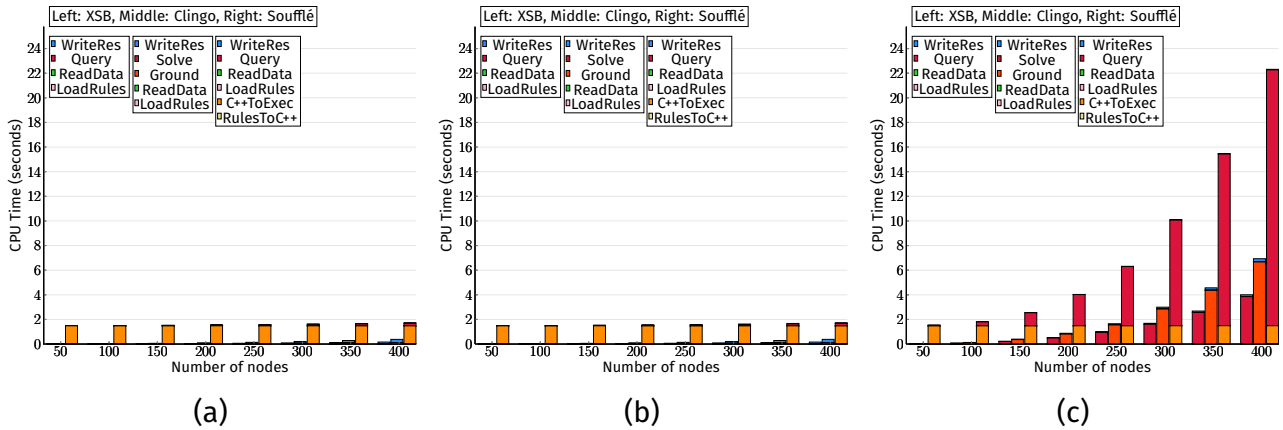 Left: XSB, Middle: Clingo, Right: Soufflé
WriteRes
Query
ReadData
LoadRules
WriteRes
Solve
Ground
ReadData
LoadRules
WriteRes
Query
ReadData
LoadRules
C++ToExec
RulesToC++
CPU Time (seconds)
24
22
20
18
16
14
12
10
8
6
4
2
0
50 100 150 200 250 300 350 400
Number of nodes
(a)
Left: XSB, Middle: Clingo, Right: Soufflé
WriteRes
Query
ReadData
LoadRules
WriteRes
Solve
Ground
ReadData
LoadRules
WriteRes
Query
ReadData
LoadRules
C++ToExec
RulesToC++
CPU Time (seconds)
24
22
20
18
16
14
12
10
8
6
4
2
0
50 100 150 200 250 300 350 400
Number of nodes
(b)
Left: XSB, Middle: Clingo, Right: Soufflé
WriteRes
Query
ReadData
LoadRules
WriteRes
Solve
Ground
ReadData
LoadRules
WriteRes
Query
ReadData
LoadRules
C++ToExec
RulesToC++
CPU Time (seconds)
24
22
20
18
16
14
12
10
8
6
4
2
0
50 100 150 200 250 300 350 400
Number of nodes
(c)